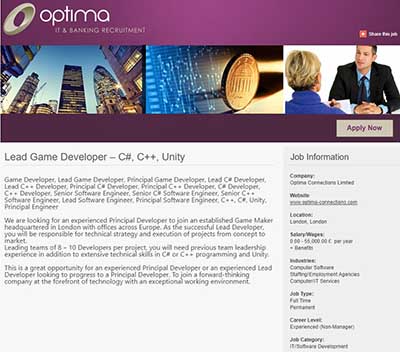 optima
IT & BANKING RECRUITMENT
Share this job
Apply Now
Lead Game Developer – C#, C++, Unity
Game Developer, Lead Game Developer, Principal Game Developer, Lead C# Developer,
Lead C++ Developer, Principal C# Developer, Principal C++ Developer, C# Developer,
C++ Developer, Senior Software Engineer, Senior C# Software Engineer, Senior C++
Software Engineer, Lead Software Engineer, Principal Software Engineer, C++, C#, Unity,
Principal Engineer
We are looking for an experienced Principal Developer to join an established Game Maker
headquartered in London with offices across Europe. As the successful Lead Developer,
you will be responsible for technical strategy and execution of projects from concept to
market.
Leading teams of 8 – 10 Developers per project, you will need previous team leadership
experience in addition to extensive technical skills in C# or C++ programming and Unity.
This is a great opportunity for an experienced Principal Developer or an experienced Lead
Developer looking to progress to a Principal Developer. To join a forward-thinking
company at the forefront of technology with an exceptional working environment.
Job Information
Company:
Optima Connections Limited
Website
www.optima-connections.com
Location:
London, London
Salary/Wages:
56,000.00 € per year
+ Benefits
Industries:
Computer Software
Staffing/Employment Agencies
Computer/IT Services
Job Type:
Full Time
Permanent
Career Level:
Experienced (Non-Manager)
Job Category:
IT/Software Development